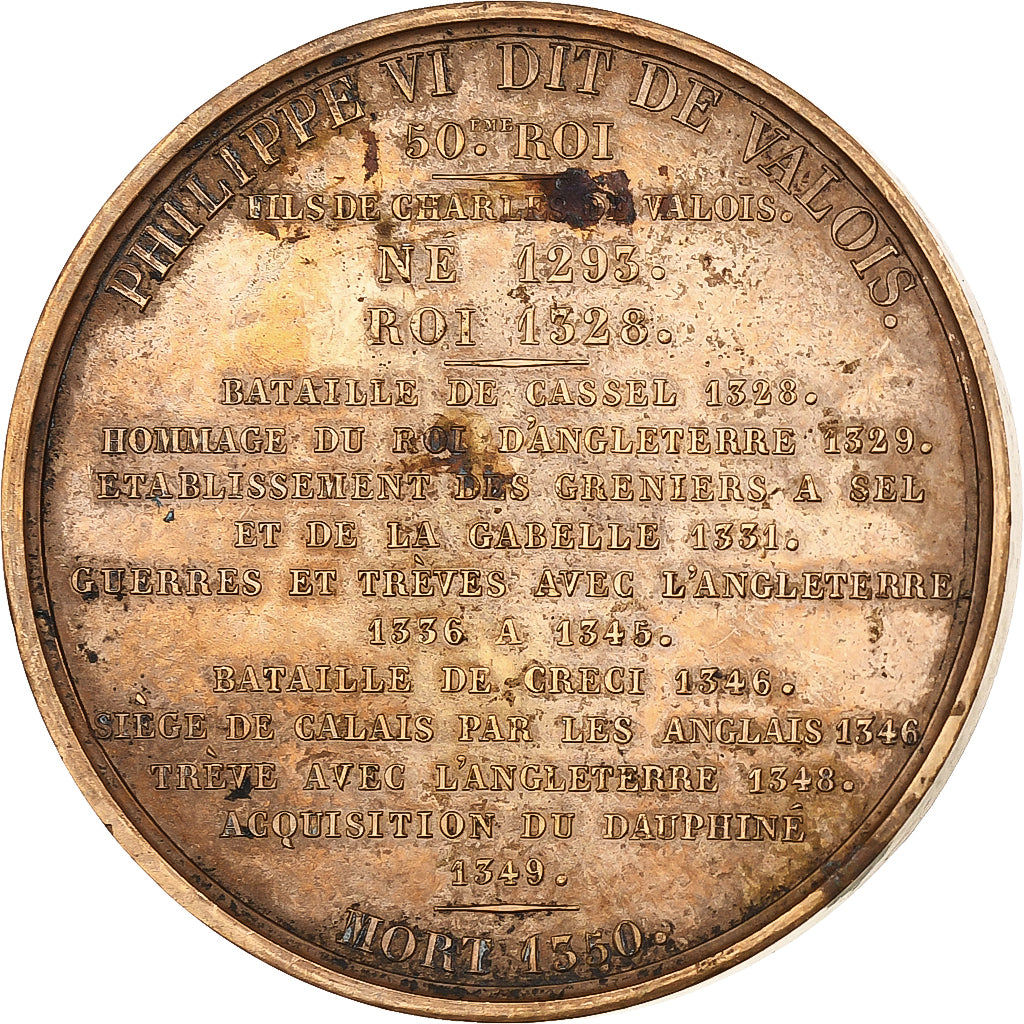 PHILIPPE VI DIT DE VALOIS.
50.EME ROI
FILS DE CHARLES DE VALOIS.
NE 1293.
ROI 1328.
BATAILLE DE CASSEL 1328.
HOMMAGE DU ROI D'ANGLETERRE 1329.
ETABLISSEMENT DES GRENIERS A SEL
ET DE LA GABELLE 1331.
GUERRES ET TRÈVES AVEC L'ANGLETERRE
1336 A 1345.
BATAILLE DE CRECI 1346.
SIÈGE DE CALAIS PAR LES ANGLAIS 1346
TRÈVE AVEC L'ANGLETERRE 1348.
ACQUISITION DU DAUPHINÉ
1349.
MORT 1350.